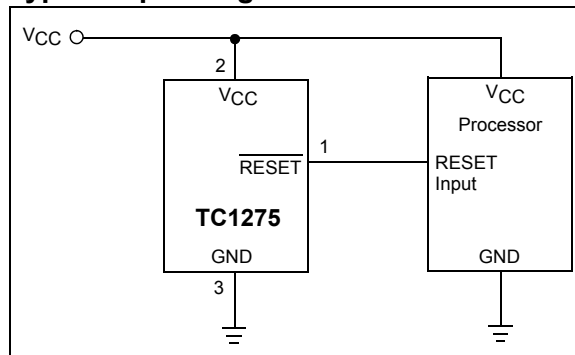 VCC
2
VCC
RESET
1
TC1275
GND
3
VCC
Processor
RESET
Input
GND